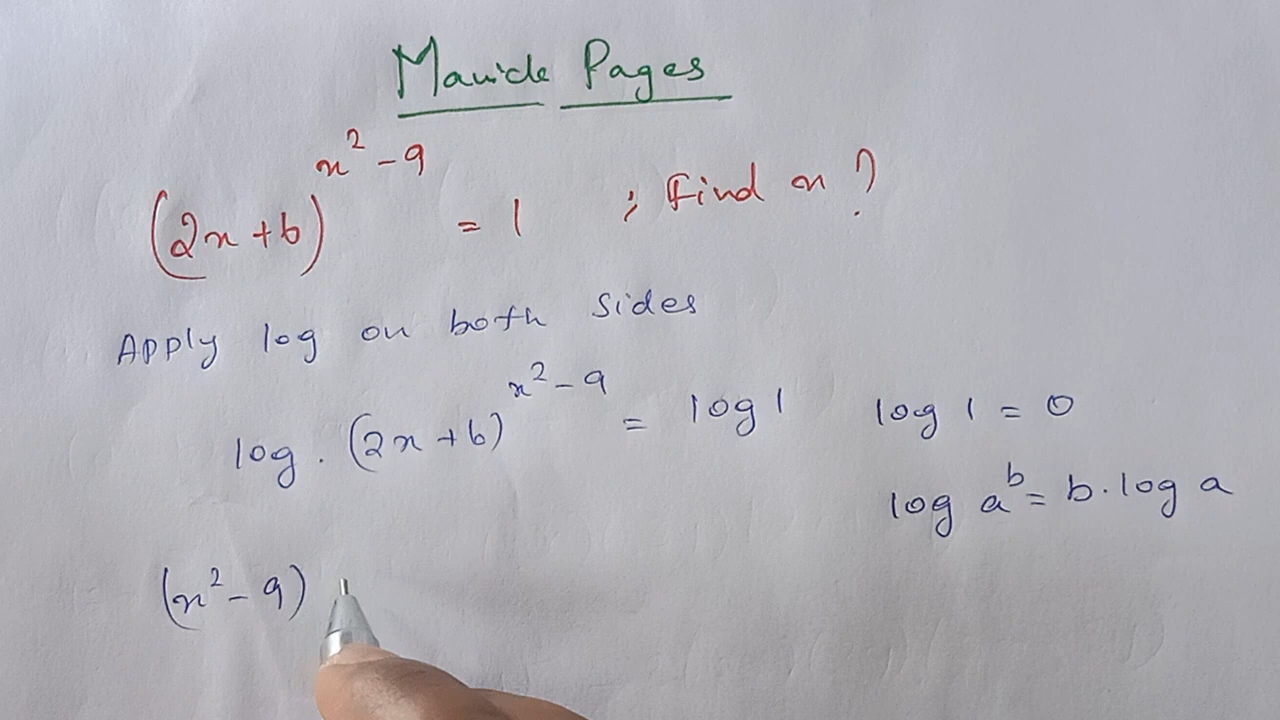 Mavicle Pages
(2x+6)^{x²-9} = 1 ; Find x ?
Apply log on both sides
log . (2x+6)^{x²-9} = log 1
log 1 = 0
log a^b = b.log a
(x²-9)